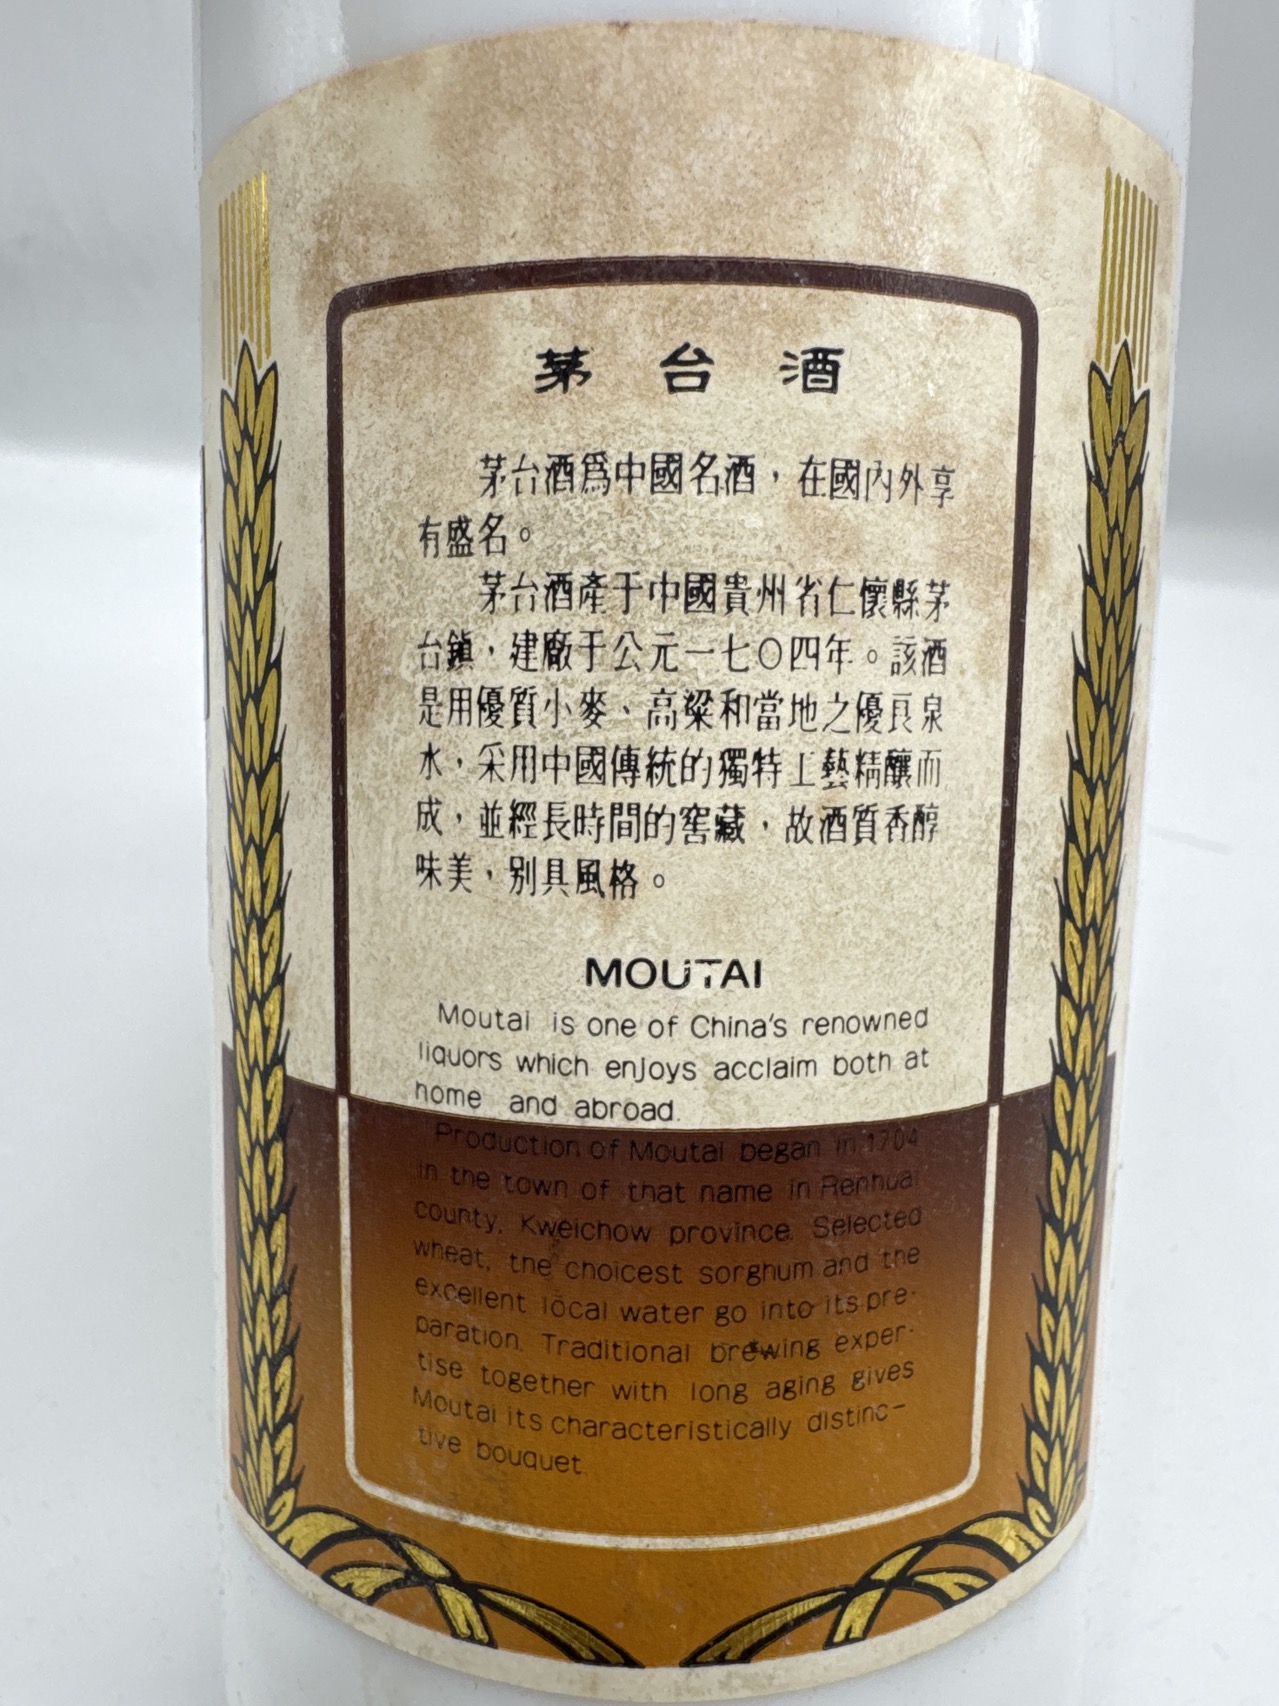 茅台酒
茅台酒爲中國名酒，在國內外享
有盛名。
茅台酒產于中國貴州省仁懷縣茅
台鎮，建廠于公元一七〇四年。該酒
是用優質小麥、高粱和當地之優良泉
水，采用中國傳統的獨特工藝精釀而
成，並經長時間的窖藏，故酒質香醇
味美，别具風格。
MOUTAI
Moutai is one of China's renowned
liquors which enjoys acclaim both at
home and abroad.
Production of Moutai began in 1704
in the town of that name in Renhuai
county, Kweichow province. Selected
wheat, the choicest sorghum and the
excellent local water go into its pre-
paration. Traditional brewing exper-
tise together with long aging gives
Moutai its characteristically distinc-
tive bouquet.